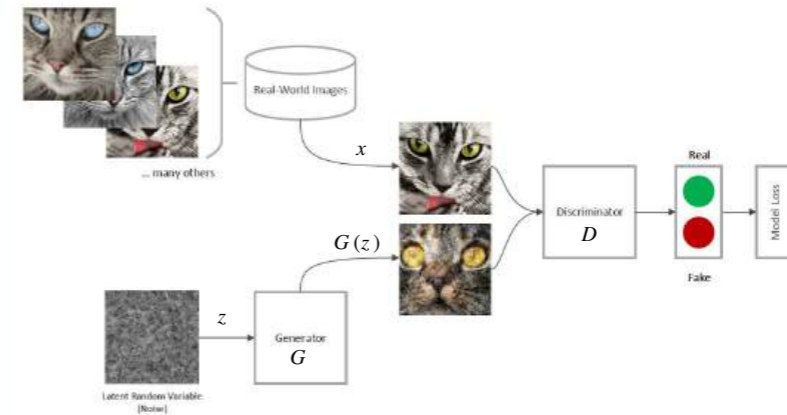 Real-World Images
... many others
x
Real
Discriminator
D
Model Loss
Fake
G(z)
z
Generator
G
Latent Random Variable
(Noise)